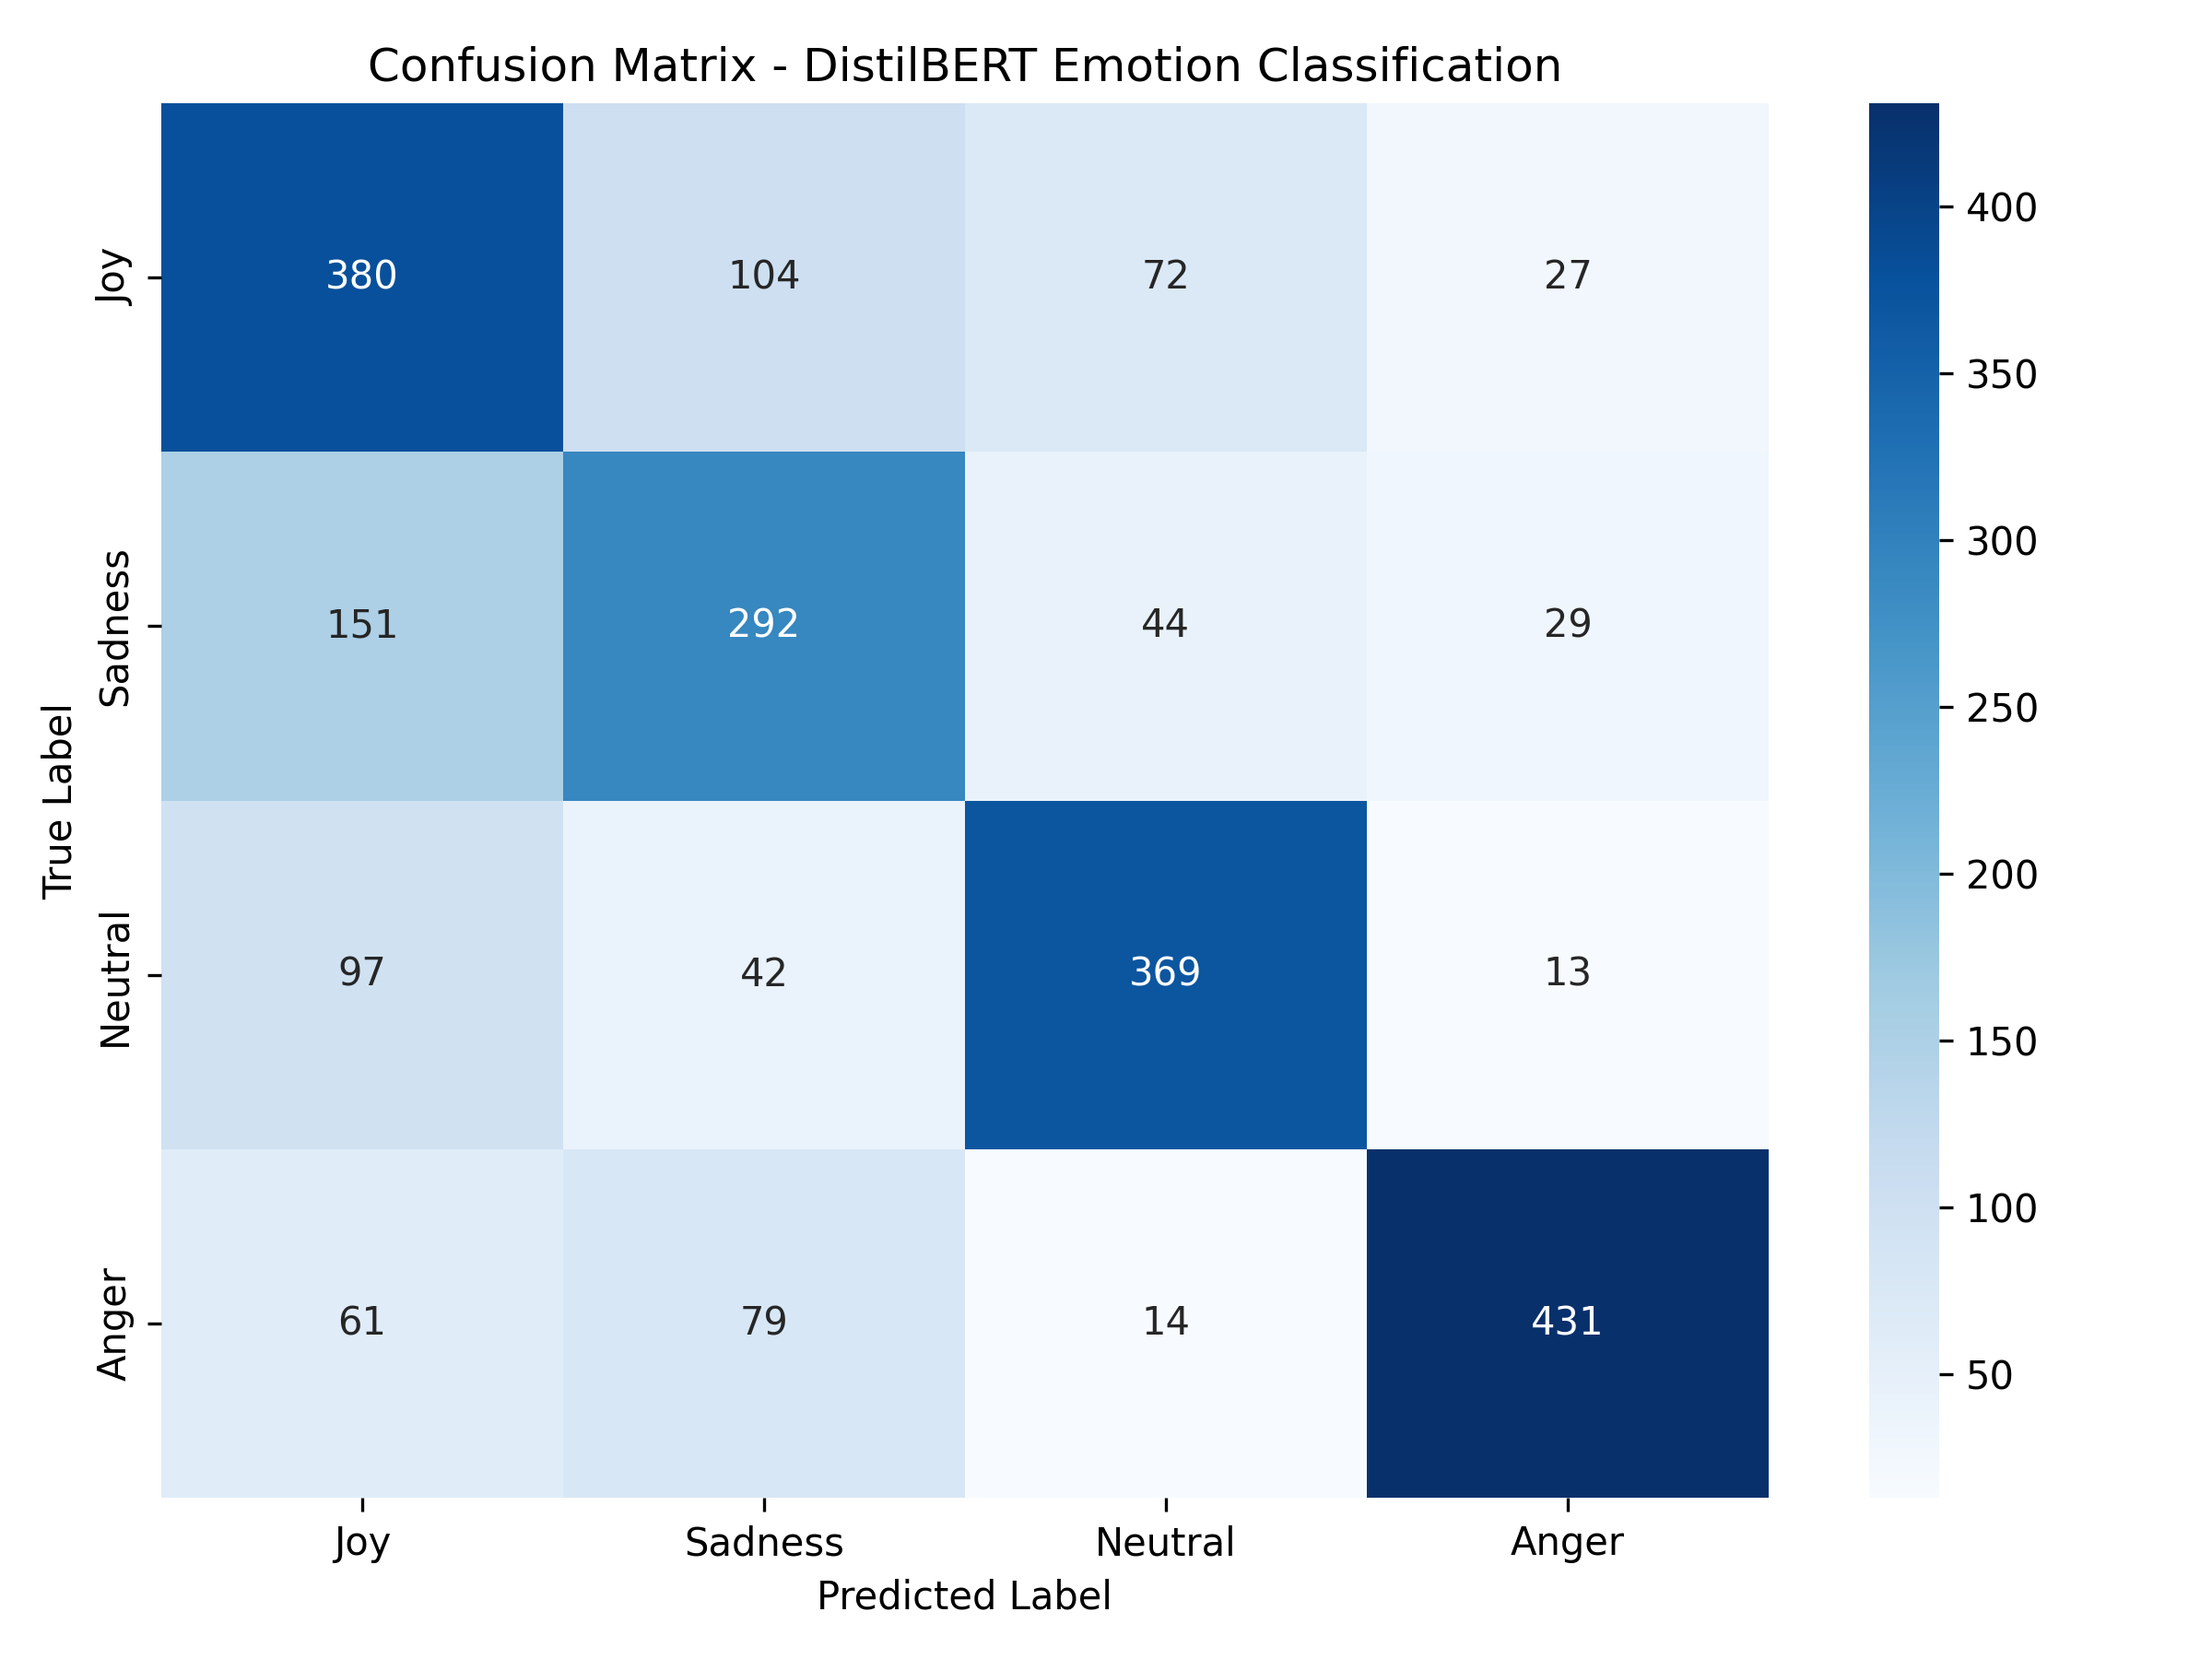 Confusion Matrix - DistilBERT Emotion Classification
True Label
Joy 380 104 72 27
Sadness 151 292 44 29
Neutral 97 42 369 13
Anger 61 79 14 431
Joy Sadness Neutral Anger
Predicted Label
400
350
300
250
200
150
100
50